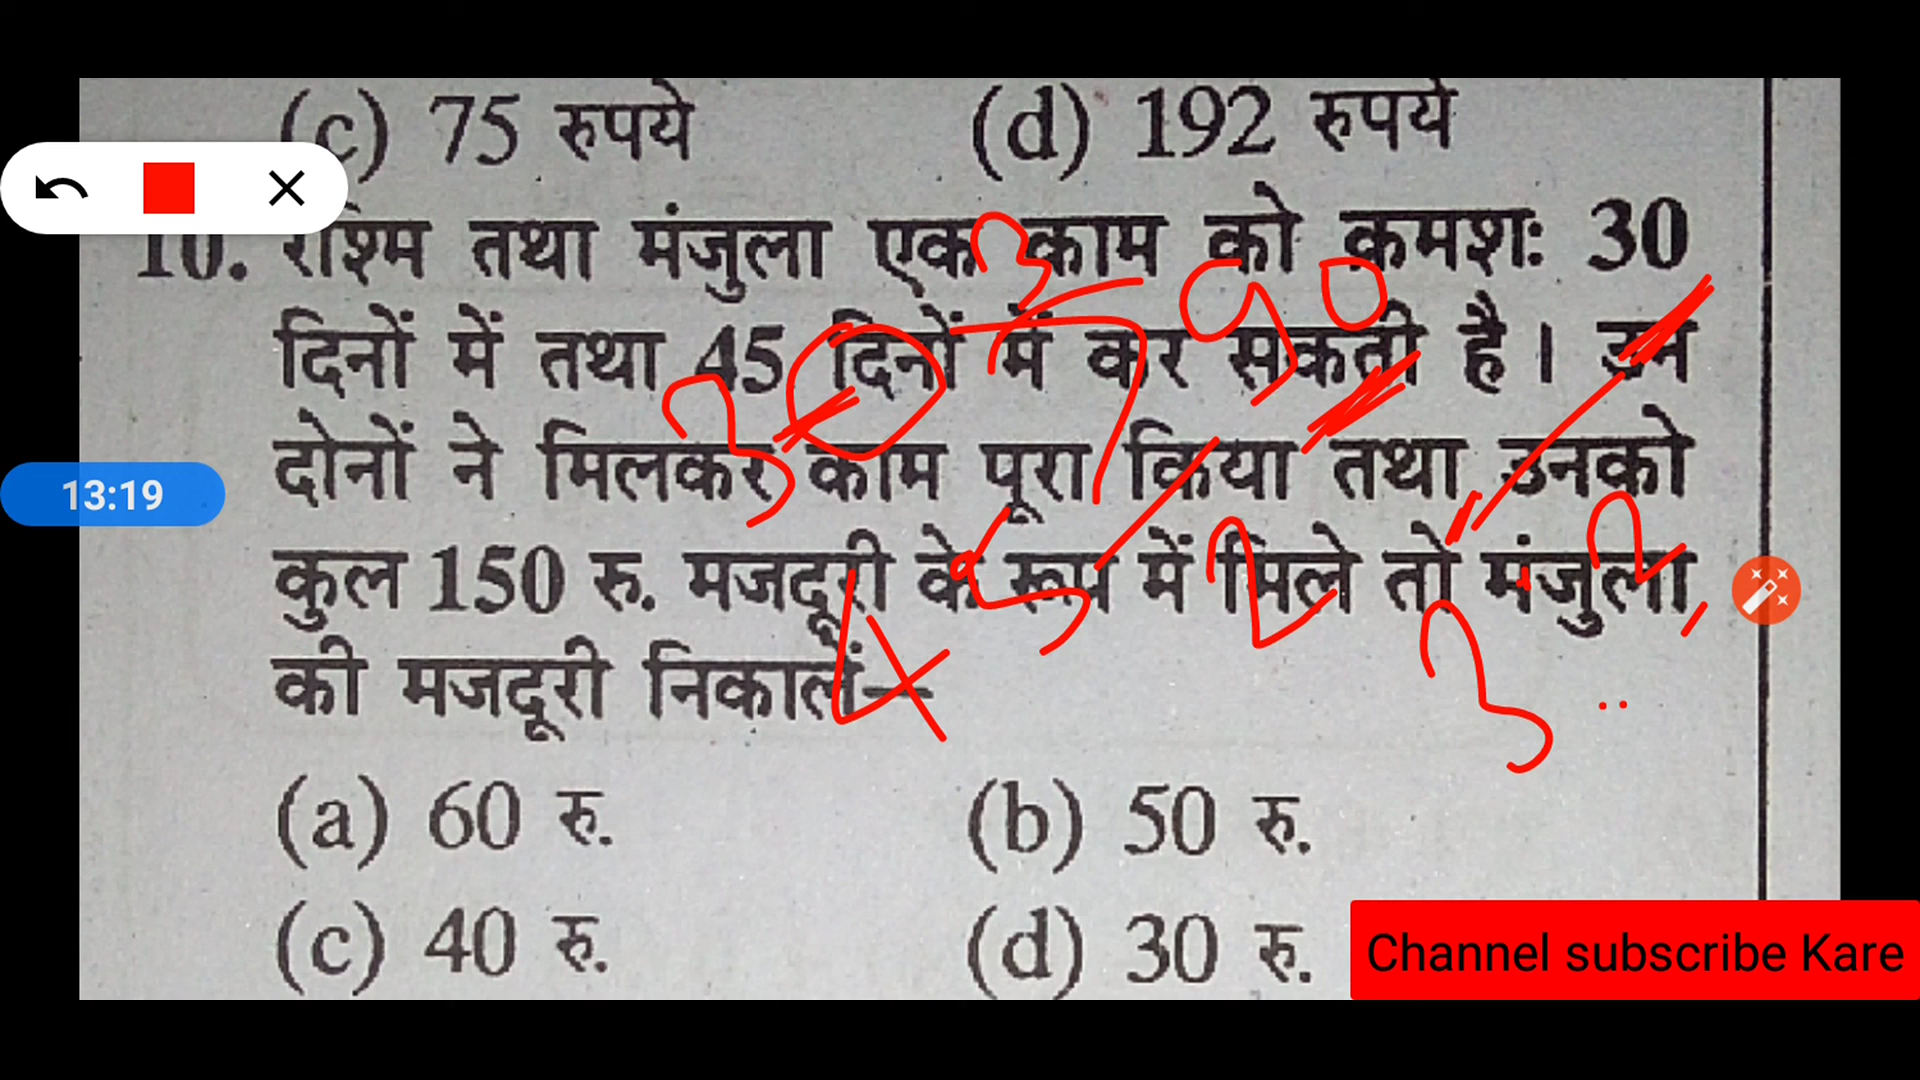 (c) 75 रुपये (d) 192 रुपये
10. रश्मि तथा मंजुला एक काम को क्रमशः 30
दिनों में तथा 45 दिनों में कर सकती है। उन
दोनों ने मिलकर काम पूरा किया तथा उनको
13:19
कुल 150 रु. मजदूरी के रूप में मिले तो मंजुला
की मजदूरी निकालें—
(a) 60 रु. (b) 50 रु.
(c) 40 रु. (d) 30 रु.
Channel subscribe Kare